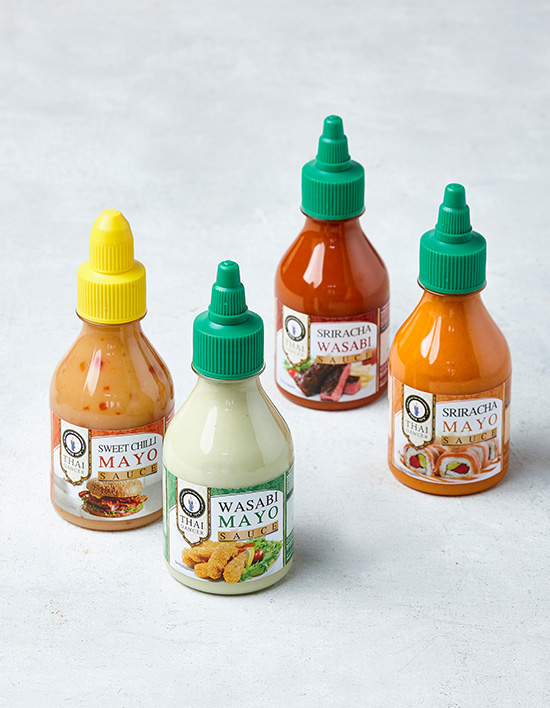 THAI
DANCER
SRIRACHA
WASABI
SAUCE
THAI
DANCER
SRIRACHA
MAYO
SAUCE
THAI
DANCER
SWEET CHILLI
MAYO
SAUCE
THAI
DANCER
WASABI
MAYO
SAUCE